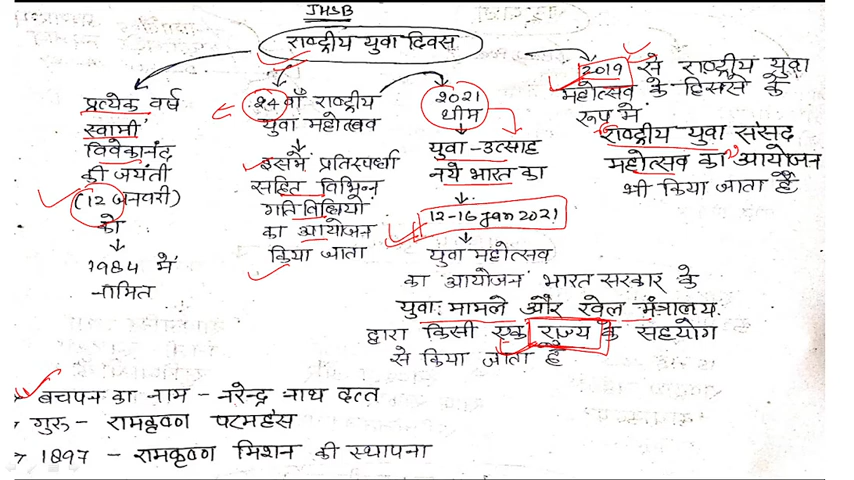 JHSB
राष्ट्रीय युवा दिवस
प्रत्येक वर्ष
स्वामी
विवेकानंद
की जयंती
(12 जनवरी)
को
1984 में
नामित
24वाँ राष्ट्रीय
युवा महोत्सव
इसमें प्रतिस्पर्धा
सहित विभिन्न
गतितिधियो
का आयोजन
किया जाता
2021
थीम
युवा-उत्साह
नये भारत का
12-16 Jan 2021
युवा महोत्सव
का आयोजन भारत सरकार के
युवा मामले और खेल मंत्रालय
द्वारा किसी एक राज्य के सहयोग
से किया जाता है
2019 से राष्ट्रीय युवा
महोत्सव के हिस्से के
रूप में
राष्ट्रीय युवा संसद
महोत्सव का आयोजन
भी किया जाता है
बचपन का नाम - नरेन्द्र नाथ दत्त
गुरु - रामकृष्ण परमहंस
1897 - रामकृष्ण मिशन की स्थापना